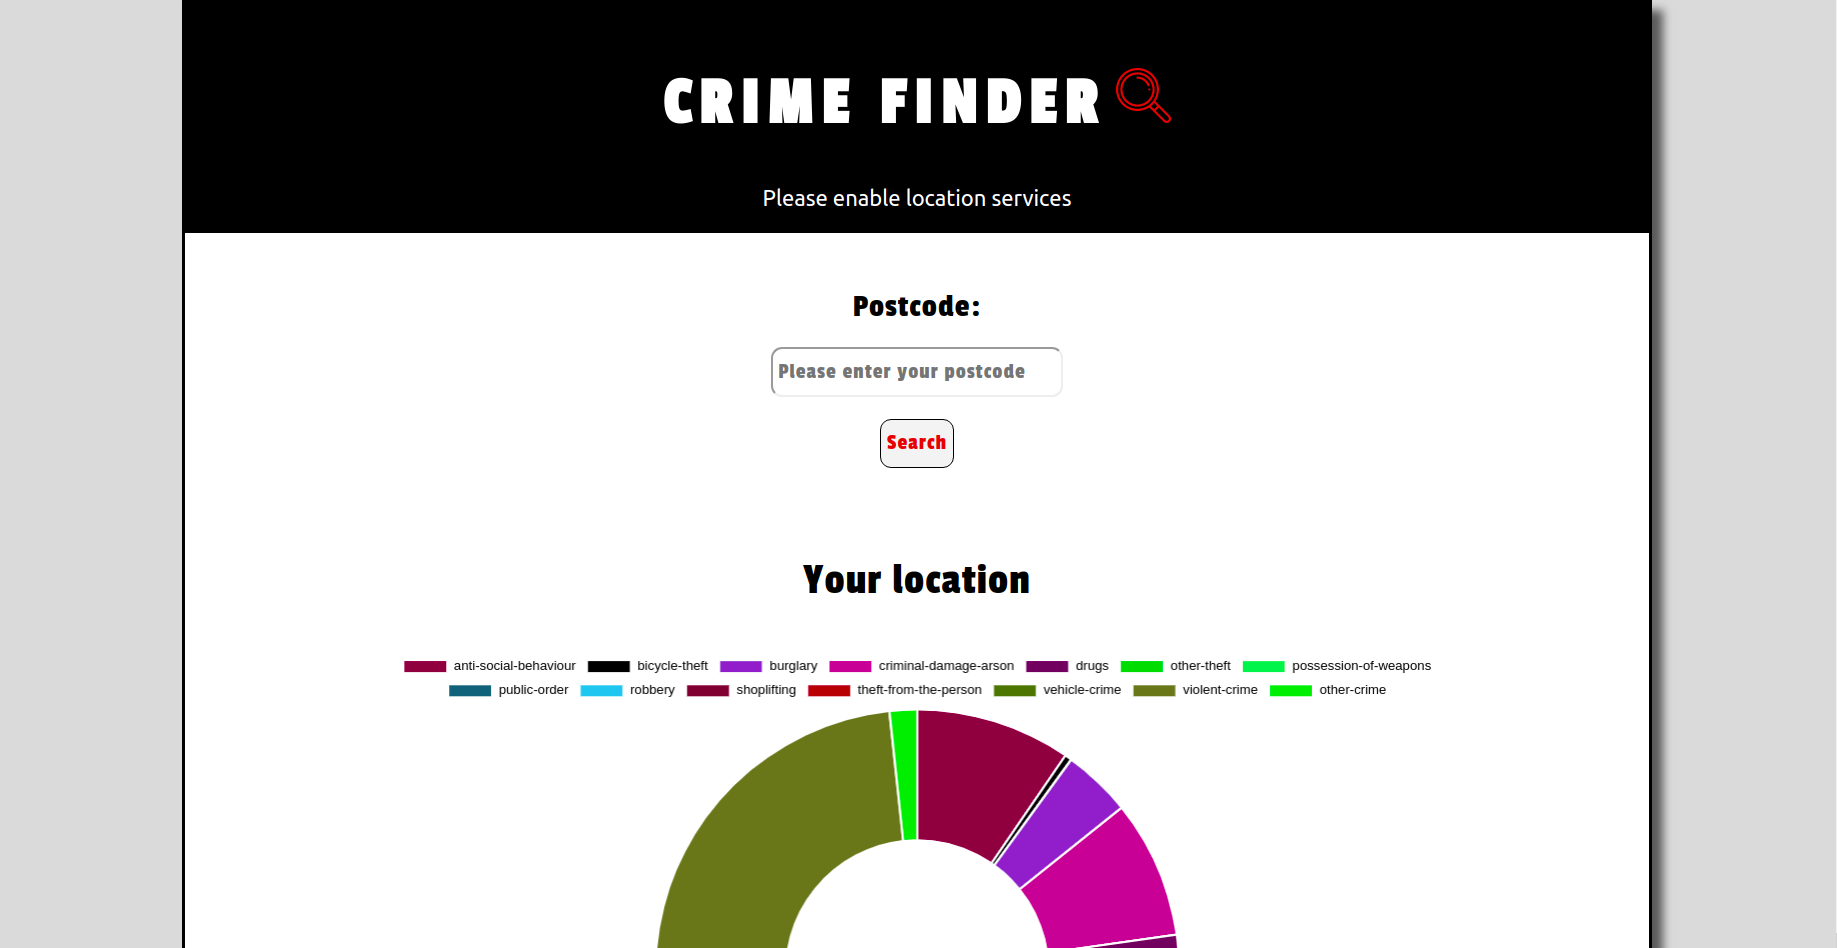 CRIME FINDER
Please enable location services
Postcode:
Please enter your postcode
Search
Your location
anti-social-behaviour bicycle-theft burglary criminal-damage-arson drugs other-theft possession-of-weapons
public-order robbery shoplifting theft-from-the-person vehicle-crime violent-crime other-crime